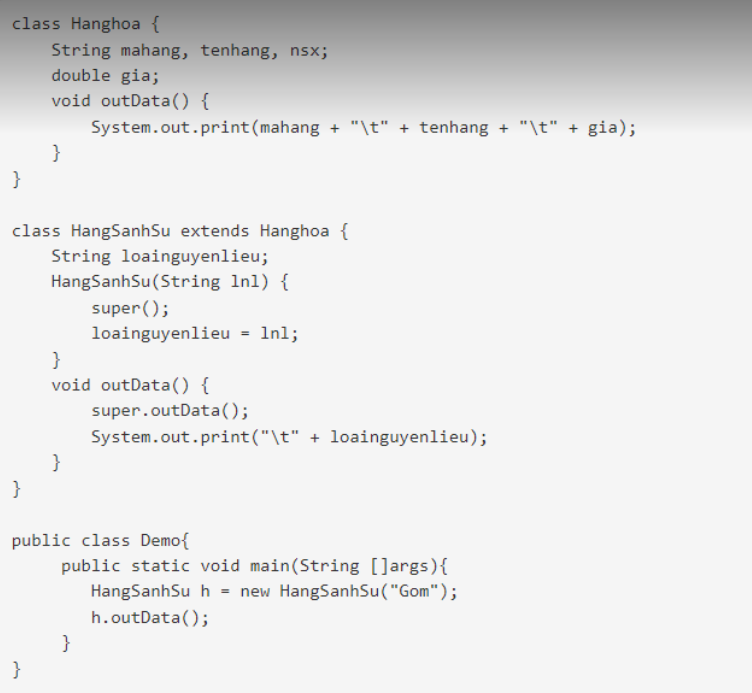 class Hanghoa {
    String mahang, tenhang, nsx;
    double gia;
    void outData() {
        System.out.print(mahang + "\t" + tenhang + "\t" + gia);
    }
}
class HangSanhSu extends Hanghoa {
    String loainguyenlieu;
    HangSanhSu(String lnl) {
        super();
        loainguyenlieu = lnl;
    }
    void outData() {
        super.outData();
        System.out.print("\t" + loainguyenlieu);
    }
}
public class Demo{
     public static void main(String []args){
        HangSanhSu h = new HangSanhSu("Gom");
        h.outData();
     }
}